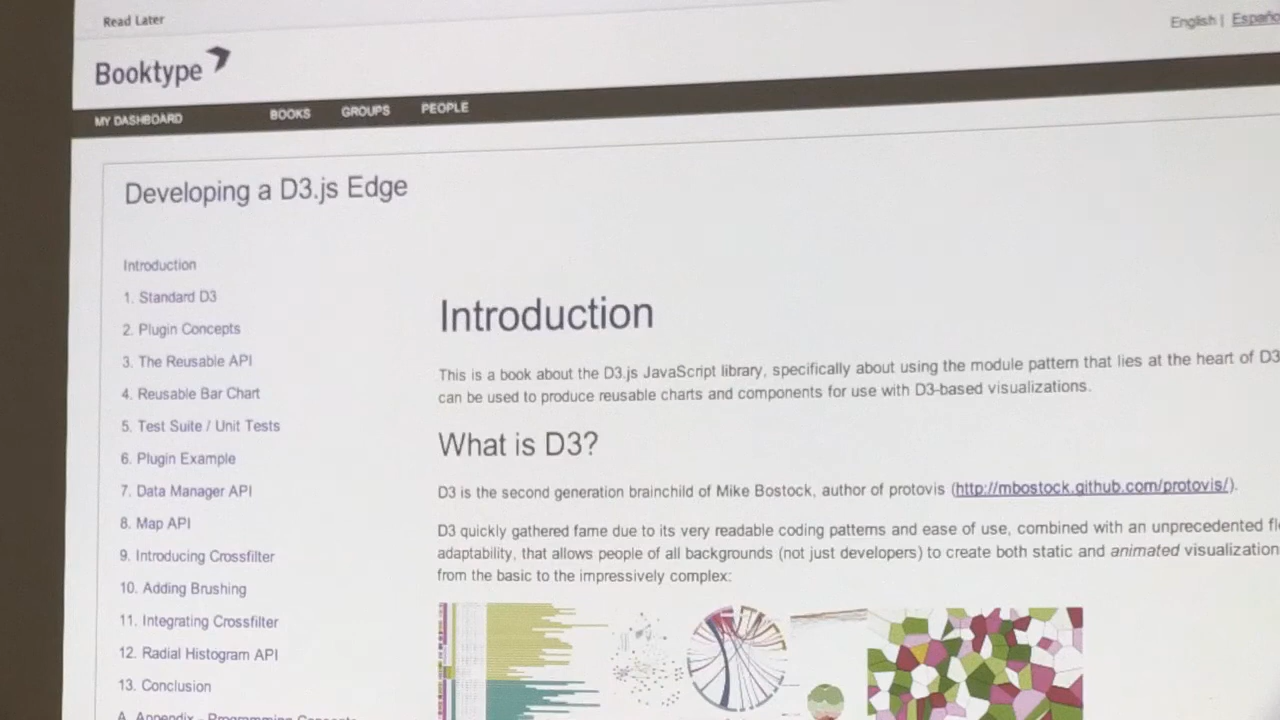 Read Later
English | Español
Booktype
MY DASHBOARD BOOKS GROUPS PEOPLE
Developing a D3.js Edge
Introduction
1. Standard D3
2. Plugin Concepts
3. The Reusable API
4. Reusable Bar Chart
5. Test Suite / Unit Tests
6. Plugin Example
7. Data Manager API
8. Map API
9. Introducing Crossfilter
10. Adding Brushing
11. Integrating Crossfilter
12. Radial Histogram API
13. Conclusion
A. Appendix - Programming Concepts
Introduction
This is a book about the D3.js JavaScript library, specifically about using the module pattern that lies at the heart of D3
can be used to produce reusable charts and components for use with D3-based visualizations.
What is D3?
D3 is the second generation brainchild of Mike Bostock, author of protovis (http://mbostock.github.com/protovis/).
D3 quickly gathered fame due to its very readable coding patterns and ease of use, combined with an unprecedented
adaptability, that allows people of all backgrounds (not just developers) to create both static and animated visualization
from the basic to the impressively complex: